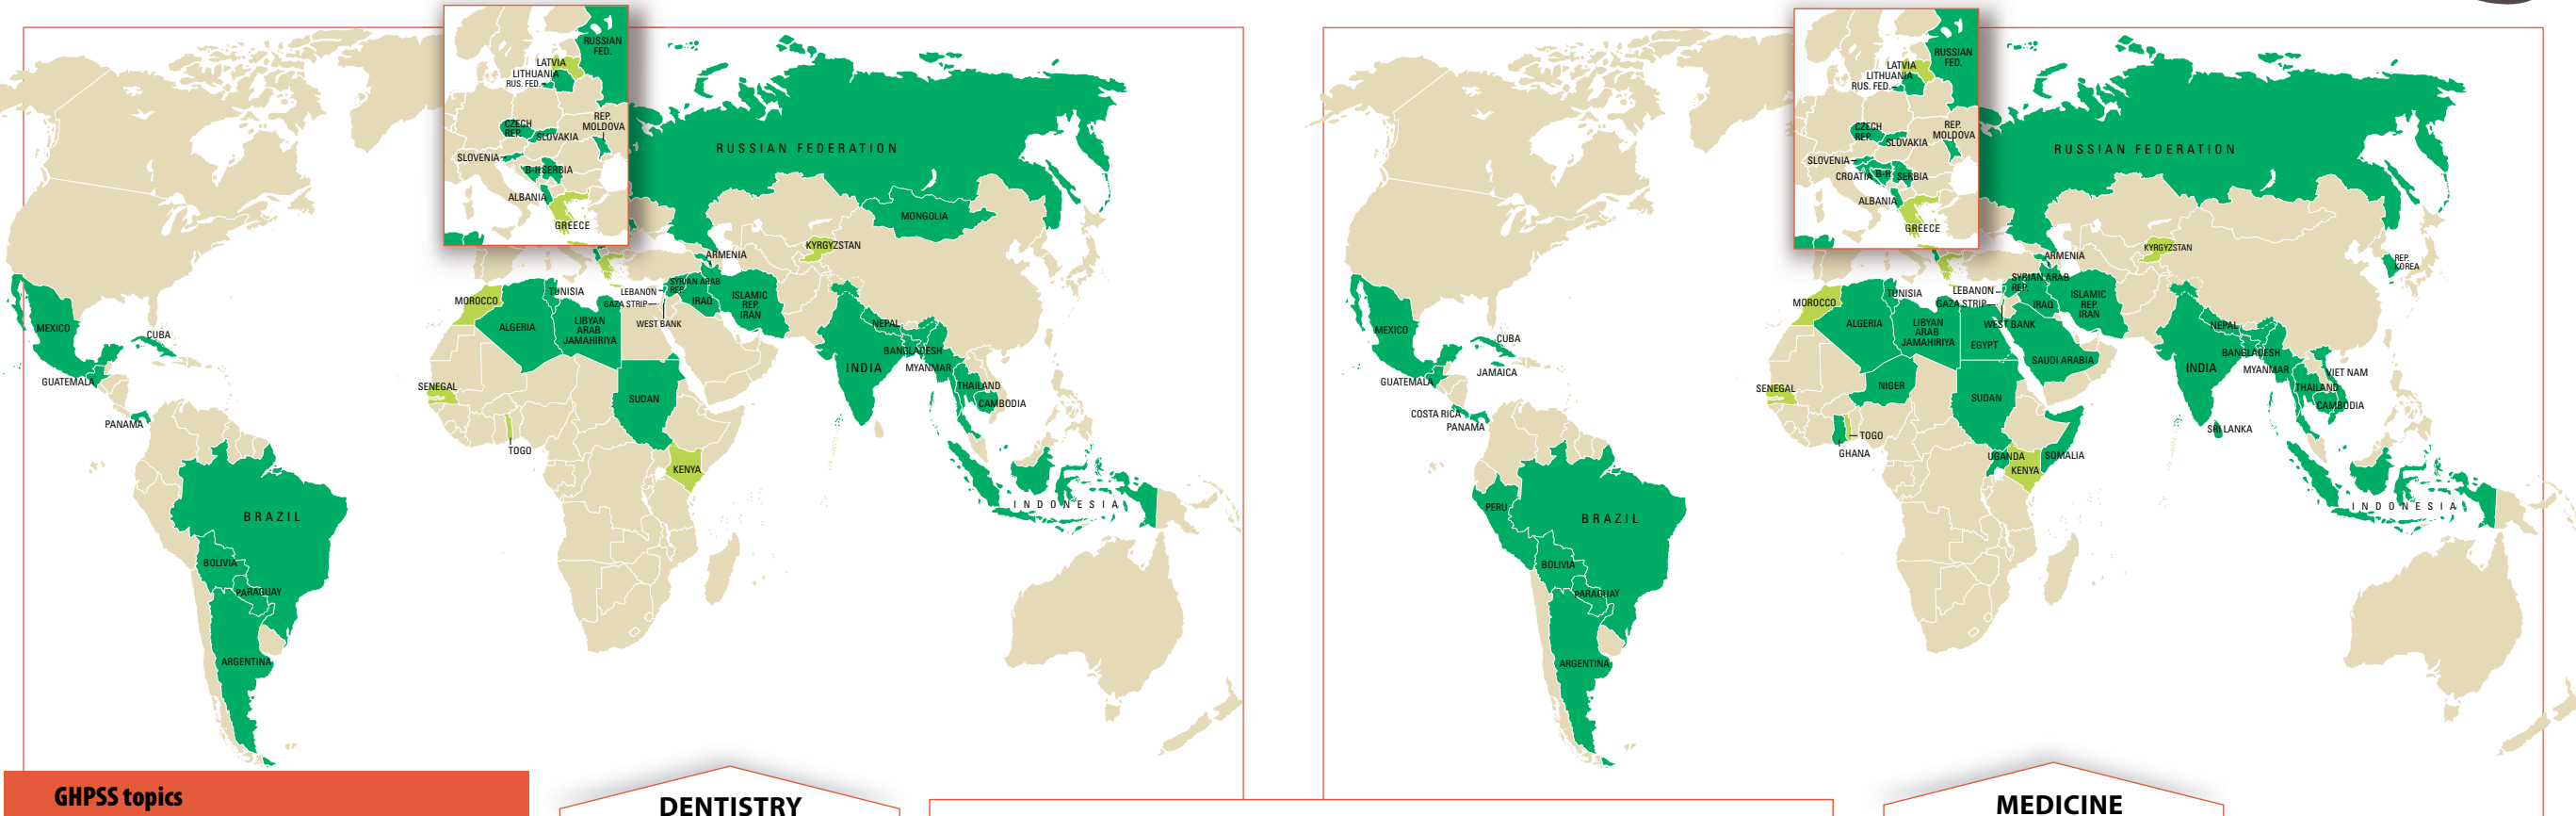 RUSSIAN
FED.
LATVIA
LITHUANIA
RUS. FED.
CZECH
REP.
SLOVAKIA
REP.
MOLDOVA
SLOVENIA
B-H
SERBIA
ALBANIA
GREECE
RUSSIAN FEDERATION
MONGOLIA
KYRGYZSTAN
ARMENIA
MOROCCO
TUNISIA
LEBANON
SYRIAN ARAB
REP.
GAZA STRIP
IRAQ
ISLAMIC
REP.
IRAN
WEST BANK
ALGERIA
LIBYAN
ARAB
JAMAHIRIYA
MEXICO
CUBA
GUATEMALA
PANAMA
NEPAL
BANGLADESH
INDIA
MYANMAR
THAILAND
CAMBODIA
SENEGAL
SUDAN
TOGO
KENYA
INDONESIA
BRAZIL
BOLIVIA
PARAGUAY
ARGENTINA
GHPSS topics
DENTISTRY
RUSSIAN
FED.
LATVIA
LITHUANIA
RUS. FED.
CZECH
REP.
SLOVAKIA
REP.
MOLDOVA
SLOVENIA
CROATIA
B-H
SERBIA
ALBANIA
GREECE
RUSSIAN FEDERATION
KYRGYZSTAN
ARMENIA
REP.
KOREA
MOROCCO
TUNISIA
LEBANON
SYRIAN ARAB
REP.
GAZA STRIP
IRAQ
ISLAMIC
REP.
IRAN
WEST BANK
ALGERIA
LIBYAN
ARAB
JAMAHIRIYA
EGYPT
SAUDI ARABIA
MEXICO
CUBA
JAMAICA
GUATEMALA
COSTA RICA
PANAMA
NEPAL
BANGLADESH
INDIA
MYANMAR
VIET NAM
THAILAND
CAMBODIA
SRI LANKA
SENEGAL
NIGER
SUDAN
TOGO
GHANA
UGANDA
SOMALIA
KENYA
INDONESIA
PERU
BRAZIL
BOLIVIA
PARAGUAY
ARGENTINA
MEDICINE